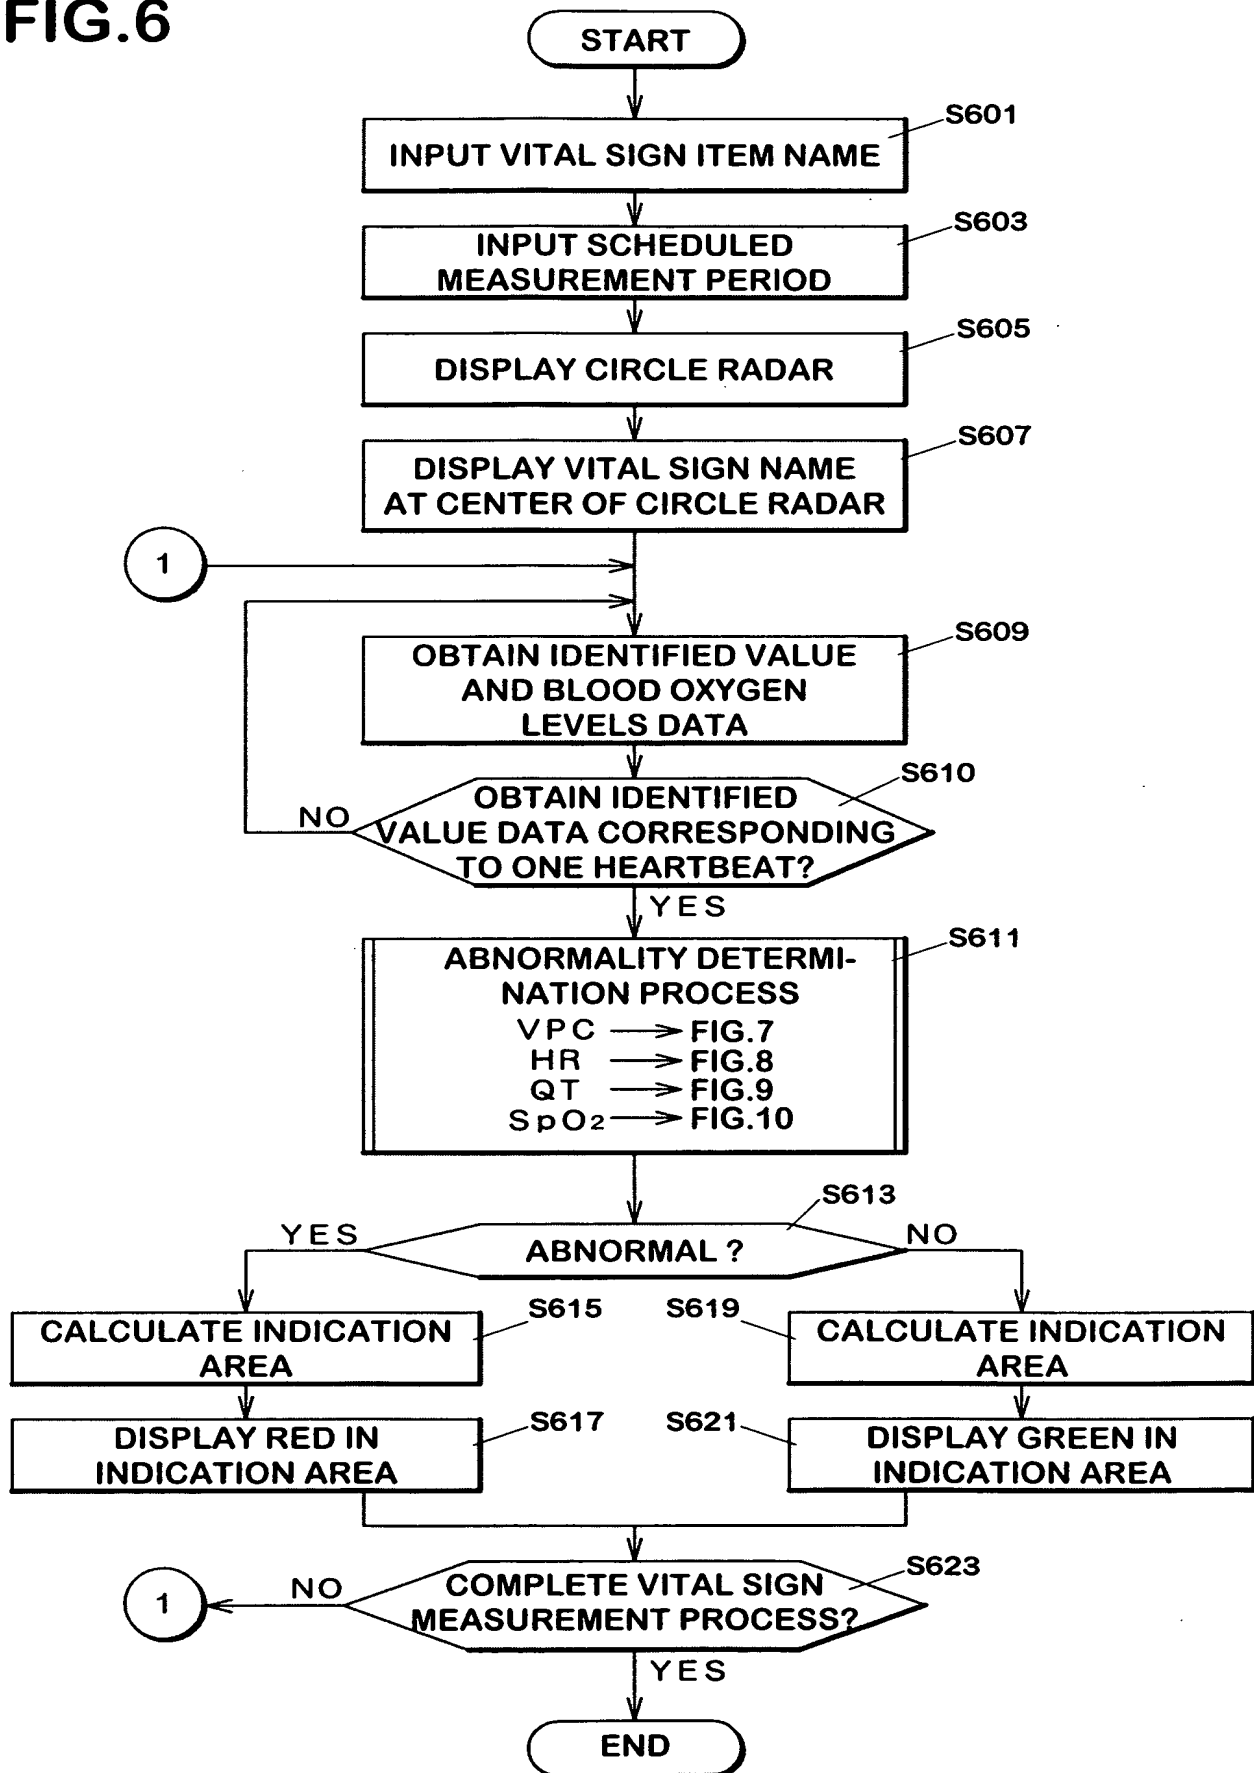 FIG.6
START
S601
INPUT VITAL SIGN ITEM NAME
S603
INPUT SCHEDULED
MEASUREMENT PERIOD
S605
DISPLAY CIRCLE RADAR
S607
DISPLAY VITAL SIGN NAME
AT CENTER OF CIRCLE RADAR
1
S609
OBTAIN IDENTIFIED VALUE
AND BLOOD OXYGEN
LEVELS DATA
S610
OBTAIN IDENTIFIED
VALUE DATA CORRESPONDING
TO ONE HEARTBEAT?
NO
YES
S611
ABNORMALITY DETERMI-
NATION PROCESS
VPC → FIG.7
HR → FIG.8
QT → FIG.9
SpO₂ → FIG.10
S613
ABNORMAL ?
YES
NO
S615
CALCULATE INDICATION
AREA
S617
DISPLAY RED IN
INDICATION AREA
S619
CALCULATE INDICATION
AREA
S621
DISPLAY GREEN IN
INDICATION AREA
S623
COMPLETE VITAL SIGN
MEASUREMENT PROCESS?
NO
1
YES
END